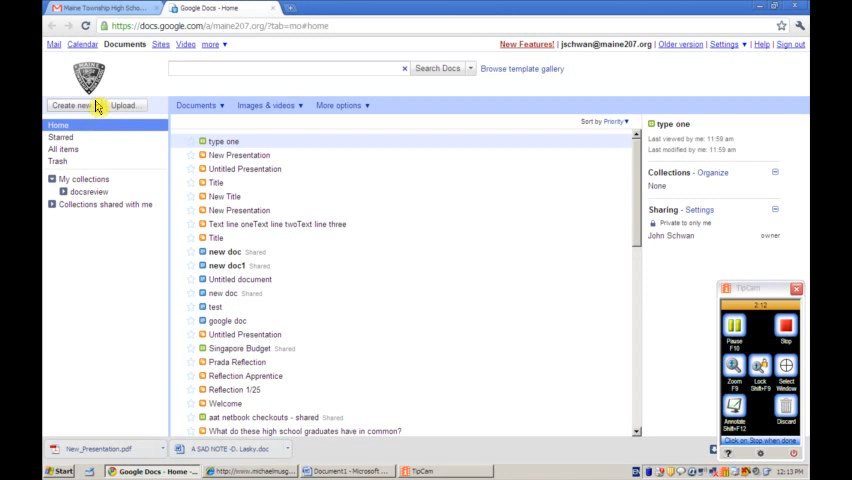 Maine Township High Scho...
Google Docs - Home
https://docs.google.com/a/maine207.org/?tab=mo#home
Mail Calendar Documents Sites Video more ▼
New Features! | jschwan@maine207.org | Older version | Settings ▼ | Help | Sign out
MAINE
Search Docs
Browse template gallery
Create new
Upload...
Documents ▼ Images & videos ▼ More options ▼
Home
Starred
All items
Trash
My collections
docsreview
Collections shared with me
Sort by Priority▼
type one
New Presentation
Untitled Presentation
Title
New Title
New Presentation
Text line oneText line twoText line three
Title
new doc Shared
new doc1 Shared
Untitled document
new doc Shared
test
google doc
Untitled Presentation
Singapore Budget Shared
Prada Reflection
Reflection Apprentice
Reflection 1/25
Welcome
aat netbook checkouts - shared Shared
What do these high school graduates have in common?
type one
Last viewed by me: 11:59 am
Last modified by me: 11:59 am
Collections - Organize
None
Sharing - Settings
Private to only me
John Schwan owner
TipCam
2:12
Pause F10
Stop
Zoom F9
Lock Shift+F9
Select Window
Annotate Shift+F12
Discard
Click on Stop when done
New_Presentation.pdf
A SAD NOTE -D. Lasky.doc
Start
Google Docs - Home -...
http://www.michaelmusg...
Document1 - Microsoft ...
TipCam
EN
12:13 PM